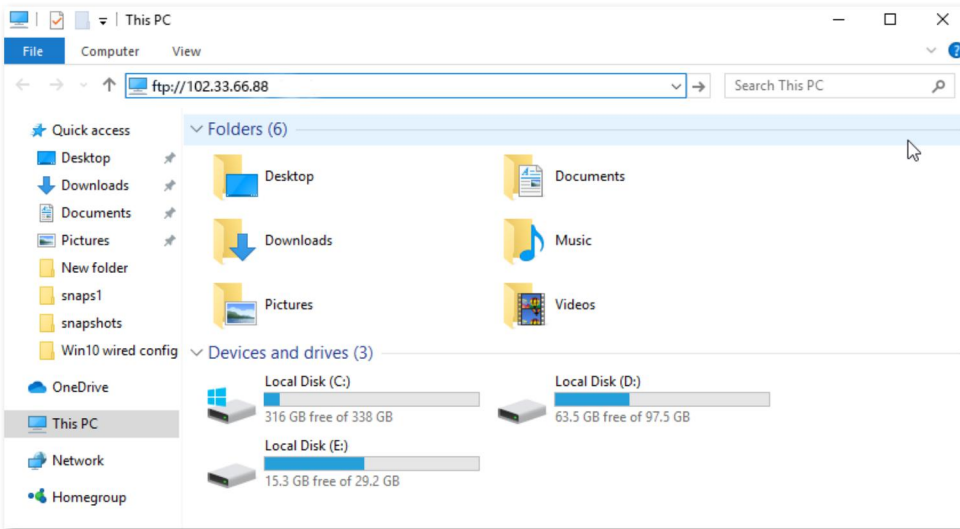 This PC
File Computer View
ftp://102.33.66.88
Search This PC
Quick access
Desktop
Downloads
Documents
Pictures
New folder
snaps1
snapshots
Win10 wired config
OneDrive
This PC
Network
Homegroup
Folders (6)
Desktop
Documents
Downloads
Music
Pictures
Videos
Devices and drives (3)
Local Disk (C:)
316 GB free of 338 GB
Local Disk (D:)
63.5 GB free of 97.5 GB
Local Disk (E:)
15.3 GB free of 29.2 GB